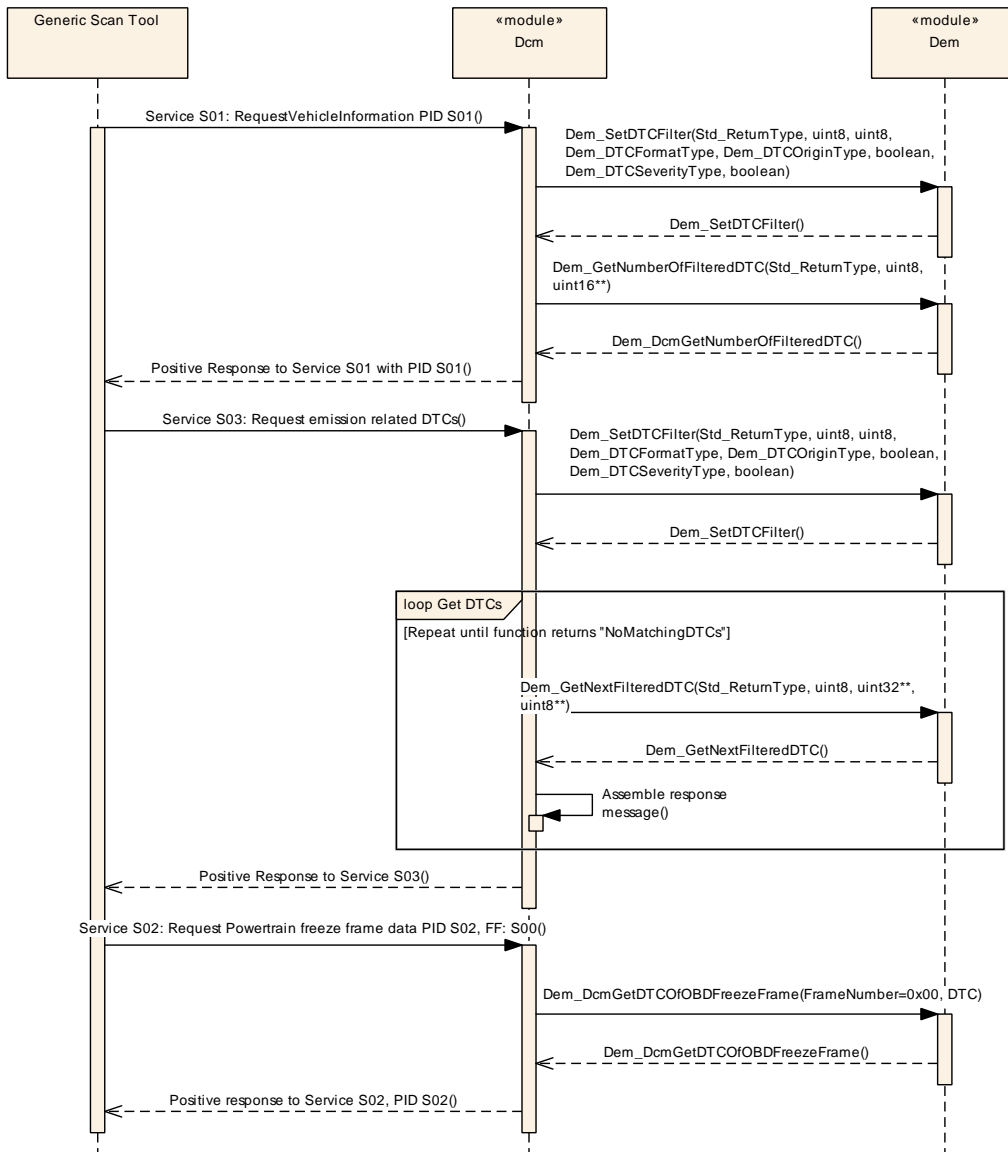 Generic Scan Tool
«module»
Dcm
«module»
Dem
Service S01: RequestVehicleInformation PID S01()
Dem_SetDTCFilter(Std_ReturnType, uint8, uint8,
Dem_DTCFormatType, Dem_DTCOriginType, boolean,
Dem_DTCSeverityType, boolean)
Dem_SetDTCFilter()
Dem_GetNumberOfFilteredDTC(Std_ReturnType, uint8,
uint16**)
Dem_DcmGetNumberOfFilteredDTC()
Positive Response to Service S01 with PID S01()
Service S03: Request emission related DTCs()
Dem_SetDTCFilter(Std_ReturnType, uint8, uint8,
Dem_DTCFormatType, Dem_DTCOriginType, boolean,
Dem_DTCSeverityType, boolean)
Dem_SetDTCFilter()
loop Get DTCs
[Repeat until function returns "NoMatchingDTCs"]
Dem_GetNextFilteredDTC(Std_ReturnType, uint8, uint32**,
uint8**)
Dem_GetNextFilteredDTC()
Assemble response
message()
Positive Response to Service S03()
Service S02: Request Powertrain freeze frame data PID S02, FF: S00()
Dem_DcmGetDTCOfOBDFreezeFrame(FrameNumber=0x00, DTC)
Dem_DcmGetDTCOfOBDFreezeFrame()
Positive response to Service S02, PID S02()